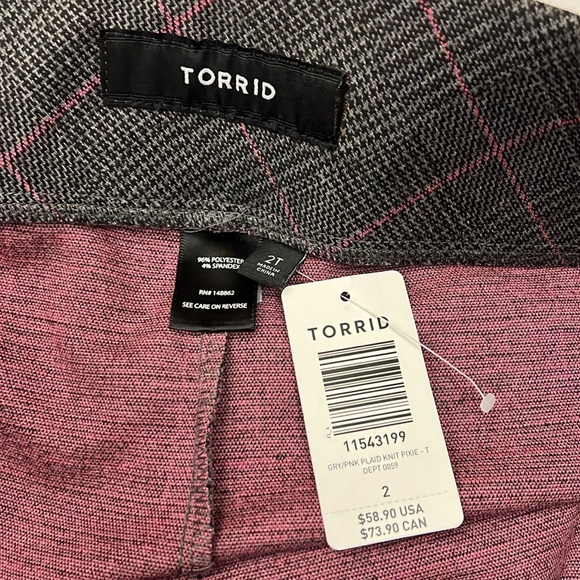 TORRID
96% POLYESTER
4% SPANDEX
RN# 148862
SEE CARE ON REVERSE
2T
MADE IN
CHINA
TORRID
11543199
GRY/PNK PLAID KNIT PIXIE - T
DEPT 0059
2
$58.90 USA
$73.90 CAN